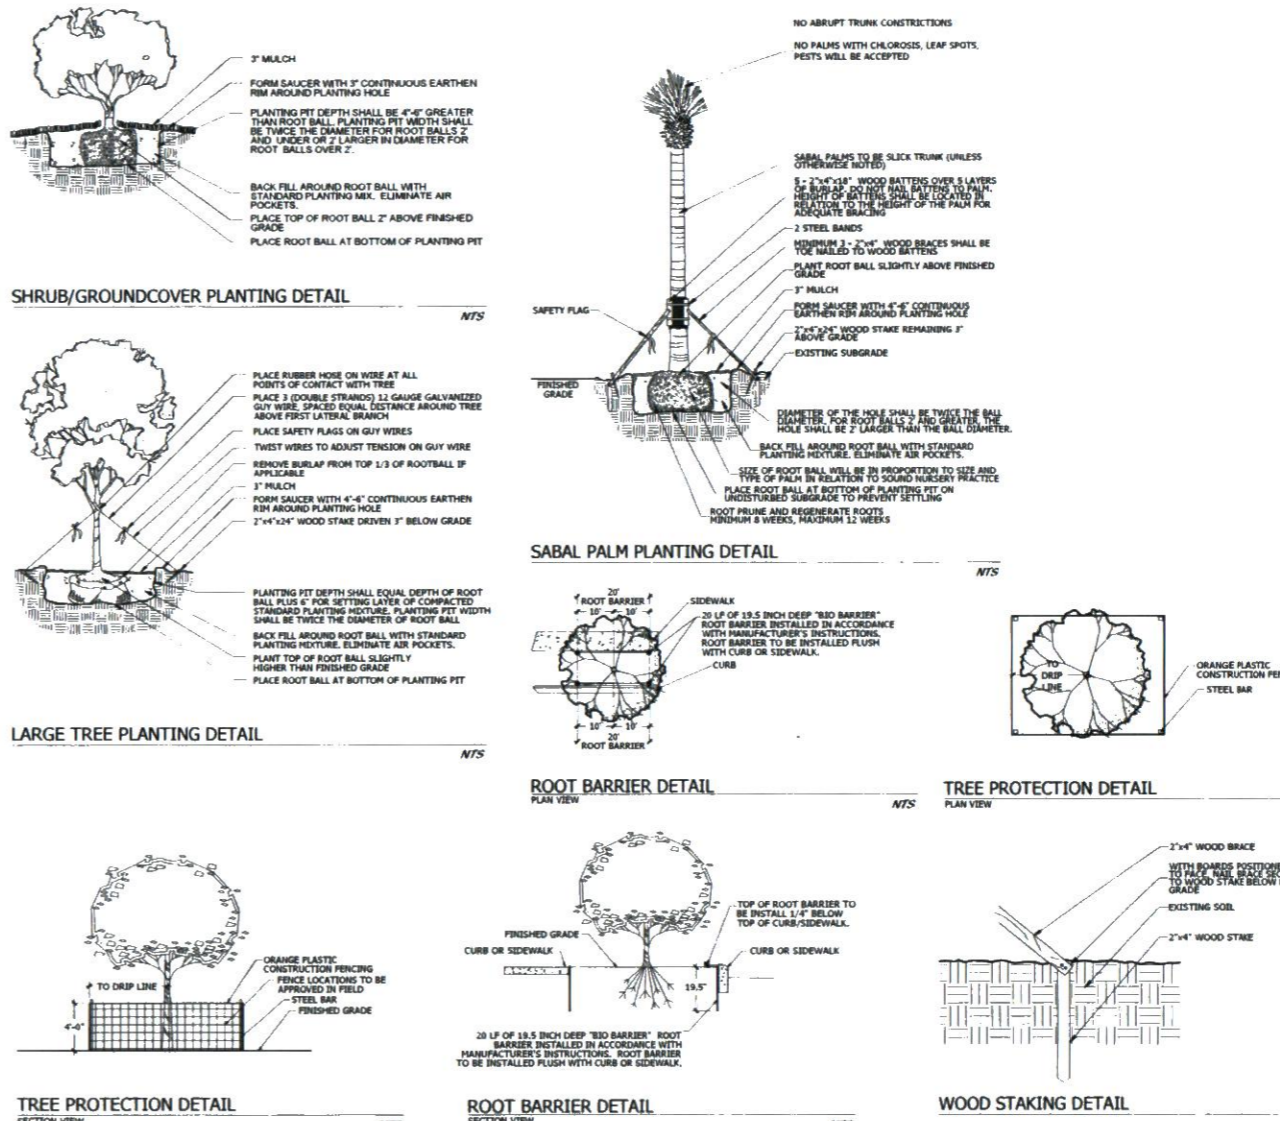 3" MULCH
FORM SAUCER WITH 3" CONTINUOUS EARTHEN
RIM AROUND PLANTING HOLE
PLANTING PIT DEPTH SHALL BE 4"-6" GREATER
THAN ROOT BALL. PLANTING PIT WIDTH SHALL
BE TWICE THE DIAMETER FOR ROOT BALLS 2'
AND UNDER OR 2' LARGER IN DIAMETER FOR
ROOT BALLS OVER 2'.
BACK FILL AROUND ROOT BALL WITH
STANDARD PLANTING MIX. ELIMINATE AIR
POCKETS.
PLACE TOP OF ROOT BALL 2" ABOVE FINISHED
GRADE
PLACE ROOT BALL AT BOTTOM OF PLANTING PIT
SHRUB/GROUNDCOVER PLANTING DETAIL
NTS
PLACE RUBBER HOSE ON WIRE AT ALL
POINTS OF CONTACT WITH TREE
PLACE 3 (DOUBLE STRANDS) 12 GAUGE GALVANIZED
GUY WIRE, SPACED EQUAL DISTANCE AROUND TREE
ABOVE FIRST LATERAL BRANCH
PLACE SAFETY FLAGS ON GUY WIRES
TWIST WIRES TO ADJUST TENSION ON GUY WIRE
REMOVE BURLAP FROM TOP 1/3 OF ROOTBALL IF
APPLICABLE
3" MULCH
FORM SAUCER WITH 4"-6" CONTINUOUS EARTHEN
RIM AROUND PLANTING HOLE
2"x4"x24" WOOD STAKE DRIVEN 3" BELOW GRADE
PLANTING PIT DEPTH SHALL EQUAL DEPTH OF ROOT
BALL PLUS 6" FOR SETTING LAYER OF COMPACTED
STANDARD PLANTING MIXTURE. PLANTING PIT WIDTH
SHALL BE TWICE THE DIAMETER OF ROOT BALL
BACK FILL AROUND ROOT BALL WITH STANDARD
PLANTING MIXTURE. ELIMINATE AIR POCKETS.
PLANT TOP OF ROOT BALL SLIGHTLY
HIGHER THAN FINISHED GRADE
PLACE ROOT BALL AT BOTTOM OF PLANTING PIT
LARGE TREE PLANTING DETAIL
NTS
NO ABRUPT TRUNK CONSTRICTIONS
NO PALMS WITH CHLOROSIS, LEAF SPOTS,
PESTS WILL BE ACCEPTED
SABAL PALMS TO BE SLICK TRUNK (UNLESS
OTHERWISE NOTED)
5 - 2"x4"x18" WOOD BATTENS OVER 5 LAYERS
OF BURLAP. DO NOT NAIL BATTENS TO PALM.
HEIGHT OF BATTENS SHALL BE LOCATED IN
RELATION TO THE HEIGHT OF THE PALM FOR
ADEQUATE BRACING
2 STEEL BANDS
MINIMUM 3 - 2"x4" WOOD BRACES SHALL BE
TOE NAILED TO WOOD BATTENS
PLANT ROOT BALL SLIGHTLY ABOVE FINISHED
GRADE
3" MULCH
FORM SAUCER WITH 4"-6" CONTINUOUS
EARTHEN RIM AROUND PLANTING HOLE
2"x4"x24" WOOD STAKE REMAINING 3"
ABOVE GRADE
EXISTING SUBGRADE
SAFETY FLAG
FINISHED
GRADE
DIAMETER OF THE HOLE SHALL BE TWICE THE BALL
DIAMETER. FOR ROOT BALLS 2' AND GREATER, THE
HOLE SHALL BE 2' LARGER THAN THE BALL DIAMETER.
BACK FILL AROUND ROOT BALL WITH STANDARD
PLANTING MIXTURE. ELIMINATE AIR POCKETS.
SIZE OF ROOT BALL WILL BE IN PROPORTION TO SIZE AND
TYPE OF PALM IN RELATION TO SOUND NURSERY PRACTICE
PLACE ROOT BALL AT BOTTOM OF PLANTING PIT ON
UNDISTURBED SUBGRADE TO PREVENT SETTLING
ROOT PRUNE AND REGENERATE ROOTS
MINIMUM 8 WEEKS, MAXIMUM 12 WEEKS
SABAL PALM PLANTING DETAIL
NTS
20'
ROOT BARRIER
10' 10'
SIDEWALK
20 LF OF 19.5 INCH DEEP "BIO BARRIER"
ROOT BARRIER INSTALLED IN ACCORDANCE
WITH MANUFACTURER'S INSTRUCTIONS.
ROOT BARRIER TO BE INSTALLED FLUSH
WITH CURB OR SIDEWALK.
CURB
10' 10'
20'
ROOT BARRIER
ROOT BARRIER DETAIL
PLAN VIEW
NTS
TO
DRIP
LINE
ORANGE PLASTIC
CONSTRUCTION FEN
STEEL BAR
TREE PROTECTION DETAIL
PLAN VIEW
TO DRIP LINE
4'-0"
ORANGE PLASTIC
CONSTRUCTION FENCING
FENCE LOCATIONS TO BE
APPROVED IN FIELD
STEEL BAR
FINISHED GRADE
TREE PROTECTION DETAIL
SECTION VIEW
FINISHED GRADE
CURB OR SIDEWALK
TOP OF ROOT BARRIER TO
BE INSTALL 1/4" BELOW
TOP OF CURB/SIDEWALK.
CURB OR SIDEWALK
19.5"
20 LF OF 19.5 INCH DEEP "BIO BARRIER" ROOT
BARRIER INSTALLED IN ACCORDANCE WITH
MANUFACTURER'S INSTRUCTIONS. ROOT BARRIER
TO BE INSTALLED FLUSH WITH CURB OR SIDEWALK.
ROOT BARRIER DETAIL
SECTION VIEW
2"x4" WOOD BRACE
WITH BOARDS POSITIONE
TO FACE, NAIL BRACE SEC
TO WOOD STAKE BELOW
GRADE
EXISTING SOIL
2"x4" WOOD STAKE
WOOD STAKING DETAIL